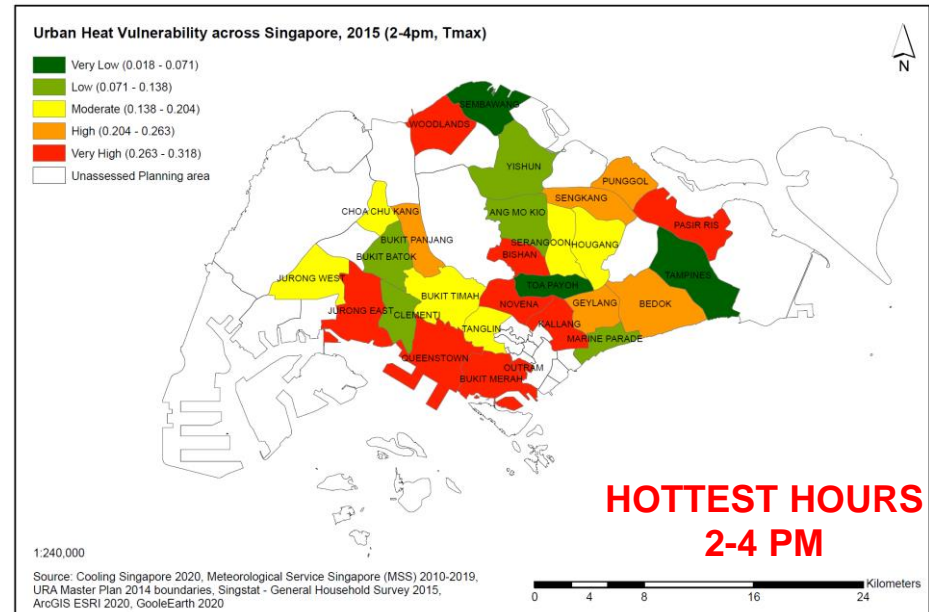 Urban Heat Vulnerability across Singapore, 2015 (2-4pm, Tmax)
Very Low (0.018 - 0.071)
Low (0.071 - 0.138)
Moderate (0.138 - 0.204)
High (0.204 - 0.263)
Very High (0.263 - 0.318)
Unassessed Planning area
N
SEMBAWANG
WOODLANDS
YISHUN
PUNGGOL
SENGKANG
CHOA CHU KANG
ANG MO KIO
PASIR RIS
BUKIT PANJANG
SERANGOON
HOUGANG
BISHAN
BUKIT BATOK
TAMPINES
JURONG WEST
TOA PAYOH
BUKIT TIMAH
NOVENA
GEYLANG
BEDOK
JURONG EAST
CLEMENTI
KALLANG
TANGLIN
MARINE PARADE
QUEENSTOWN
OUTRAM
BUKIT MERAH
HOTTEST HOURS
2-4 PM
1:240,000
Source: Cooling Singapore 2020, Meteorological Service Singapore (MSS) 2010-2019,
URA Master Plan 2014 boundaries, Singstat - General Household Survey 2015,
ArcGIS ESRI 2020, GooleEarth 2020
Kilometers
0 4 8 16 24